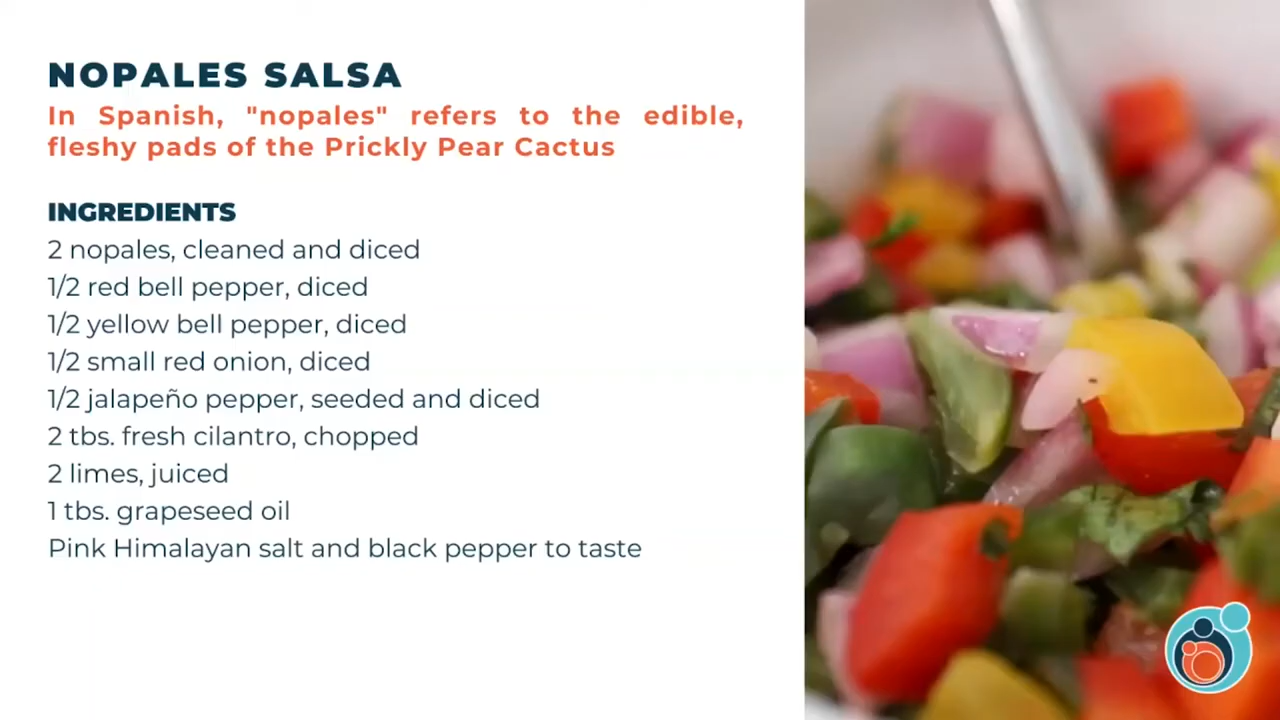 NOPALES SALSA
In Spanish, "nopales" refers to the edible,
fleshy pads of the Prickly Pear Cactus
INGREDIENTS
2 nopales, cleaned and diced
1/2 red bell pepper, diced
1/2 yellow bell pepper, diced
1/2 small red onion, diced
1/2 jalapeño pepper, seeded and diced
2 tbs. fresh cilantro, chopped
2 limes, juiced
1 tbs. grapeseed oil
Pink Himalayan salt and black pepper to taste